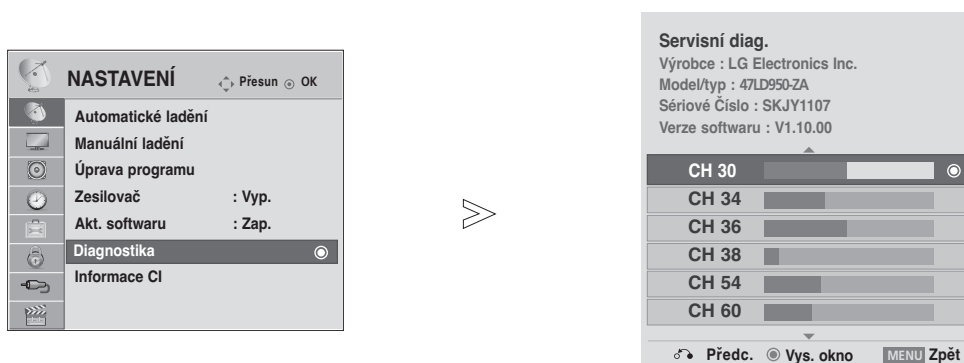 NASTAVENÍ Přesun OK
Automatické ladění
Manuální ladění
Úprava programu
Zesilovač : Vyp.
Akt. softwaru : Zap.
Diagnostika
Informace CI
Servisní diag.
Výrobce : LG Electronics Inc.
Model/typ : 47LD950-ZA
Sériové Číslo : SKJY1107
Verze softwaru : V1.10.00
CH 30
CH 34
CH 36
CH 38
CH 54
CH 60
Předc. Vys. okno MENU Zpět